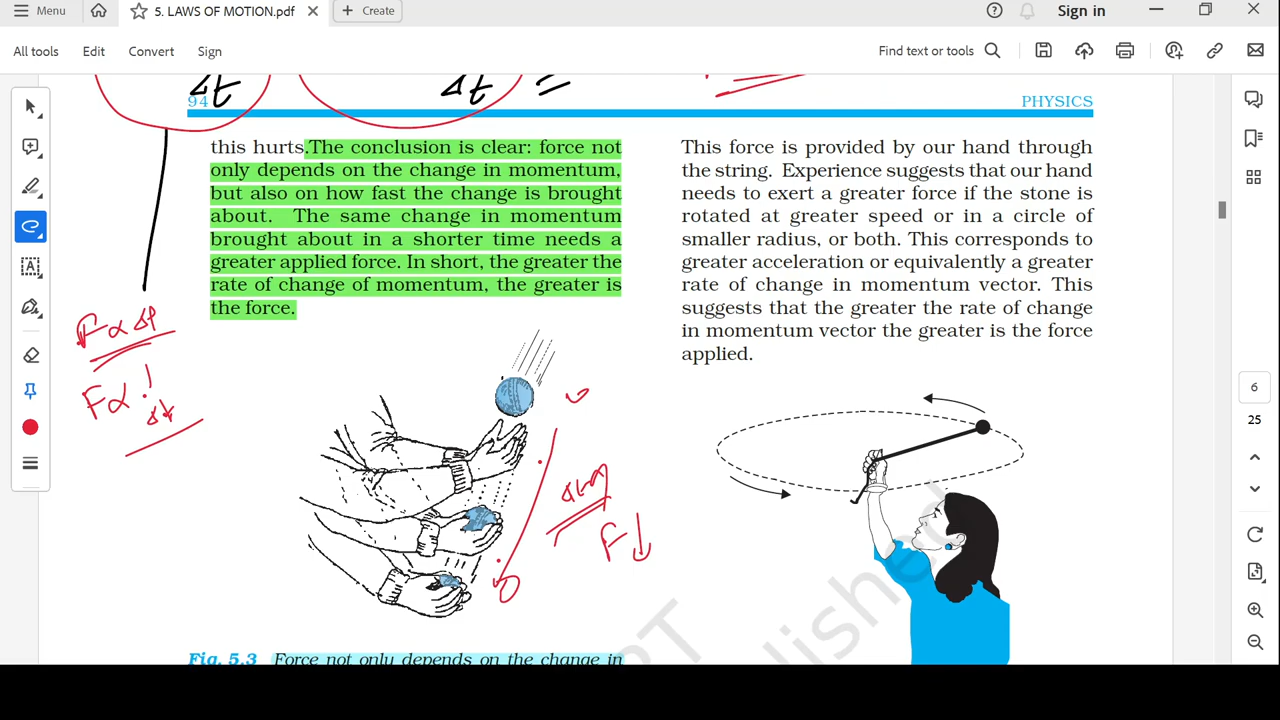 Menu
5. LAWS OF MOTION.pdf
Create
Sign in
All tools
Edit
Convert
Sign
Find text or tools
Δt
Δt
94
PHYSICS
this hurts.The conclusion is clear: force not
only depends on the change in momentum,
but also on how fast the change is brought
about. The same change in momentum
brought about in a shorter time needs a
greater applied force. In short, the greater the
rate of change of momentum, the greater is
the force.
F∝ΔP
F∝ 1
Δt
F↓
Fig. 5.3 Force not only depends on the change in
This force is provided by our hand through
the string. Experience suggests that our hand
needs to exert a greater force if the stone is
rotated at greater speed or in a circle of
smaller radius, or both. This corresponds to
greater acceleration or equivalently a greater
rate of change in momentum vector. This
suggests that the greater the rate of change
in momentum vector the greater is the force
applied.
6
25